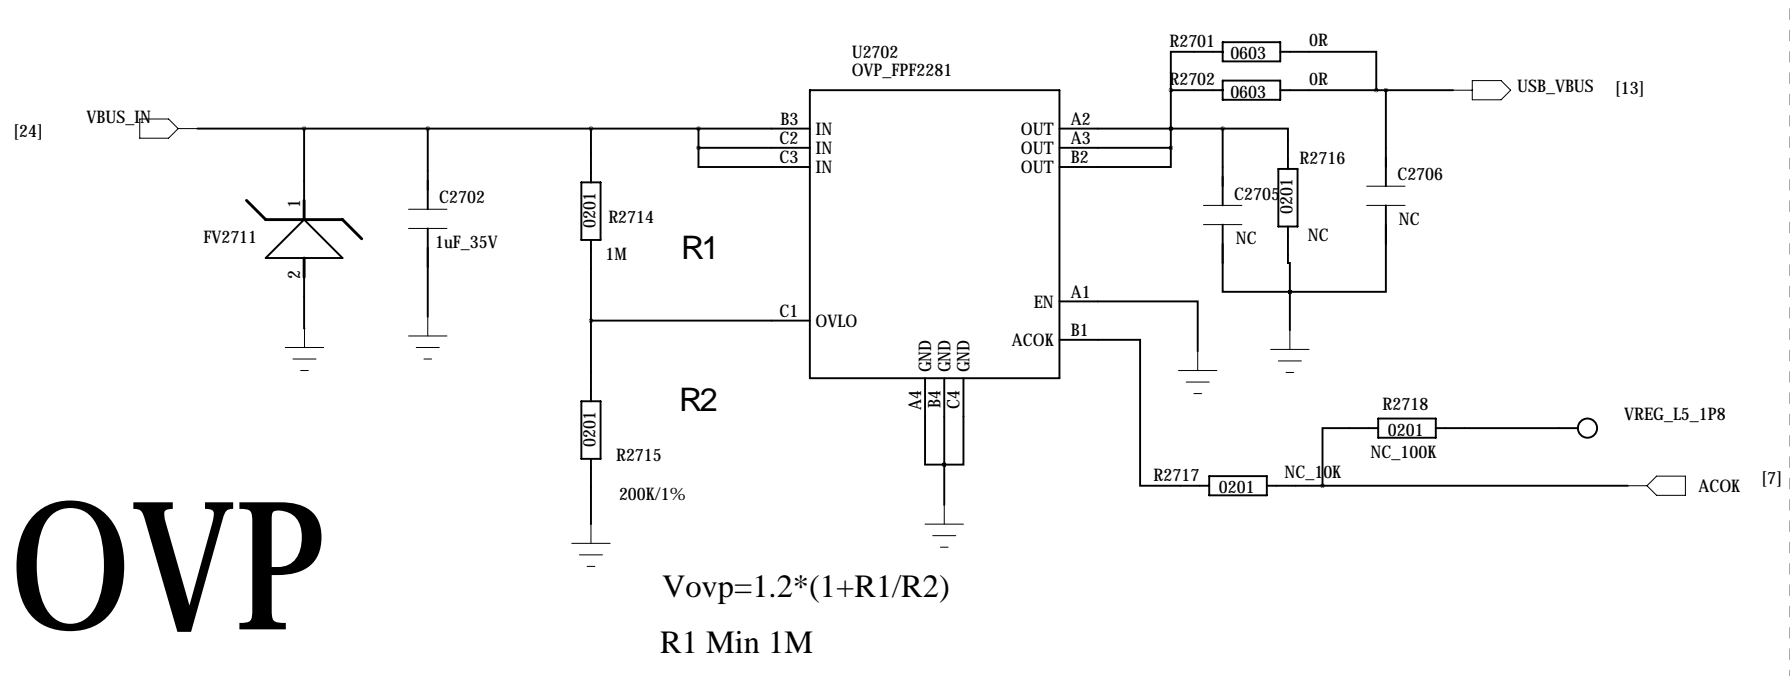 U2702
OVP_FPF2281
R2701
0603
0R
R2702
0603
0R
USB_VBUS
[13]
[24]
VBUS_IN
B3
IN
C2
IN
C3
IN
OUT
A2
OUT
A3
OUT
B2
R2716
0201
NC
C2705
NC
C2706
NC
1
FV2711
2
C2702
1uF_35V
0201
R2714
1M
R1
C1
OVLO
EN
A1
ACOK
B1
GND
GND
GND
A4
B4
C4
R2
0201
R2715
200K/1%
R2718
0201
NC_100K
VREG_L5_1P8
R2717
0201
NC_10K
ACOK
[7]
OVP
Vovp=1.2*(1+R1/R2)
R1 Min 1M